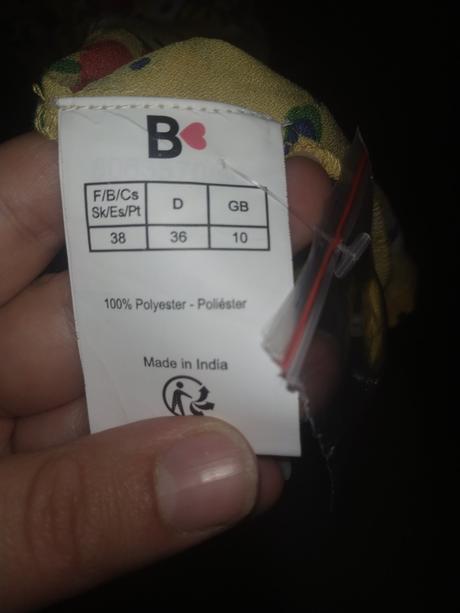 B
F/B/Cs D GB
Sk/Es/Pt
38 36 10
100% Polyester - Poliéster
Made in India